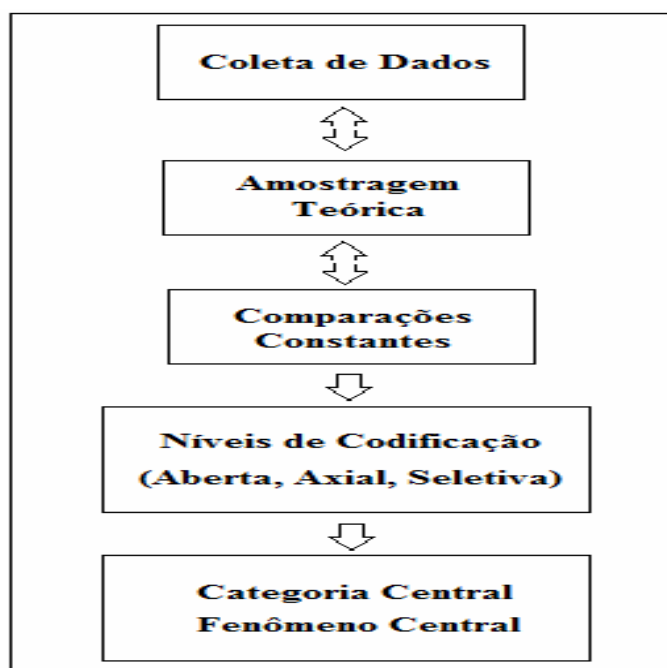 Coleta de Dados
Amostragem
Teórica
Comparações
Constantes
Níveis de Codificação
(Aberta, Axial, Seletiva)
Categoria Central
Fenômeno Central